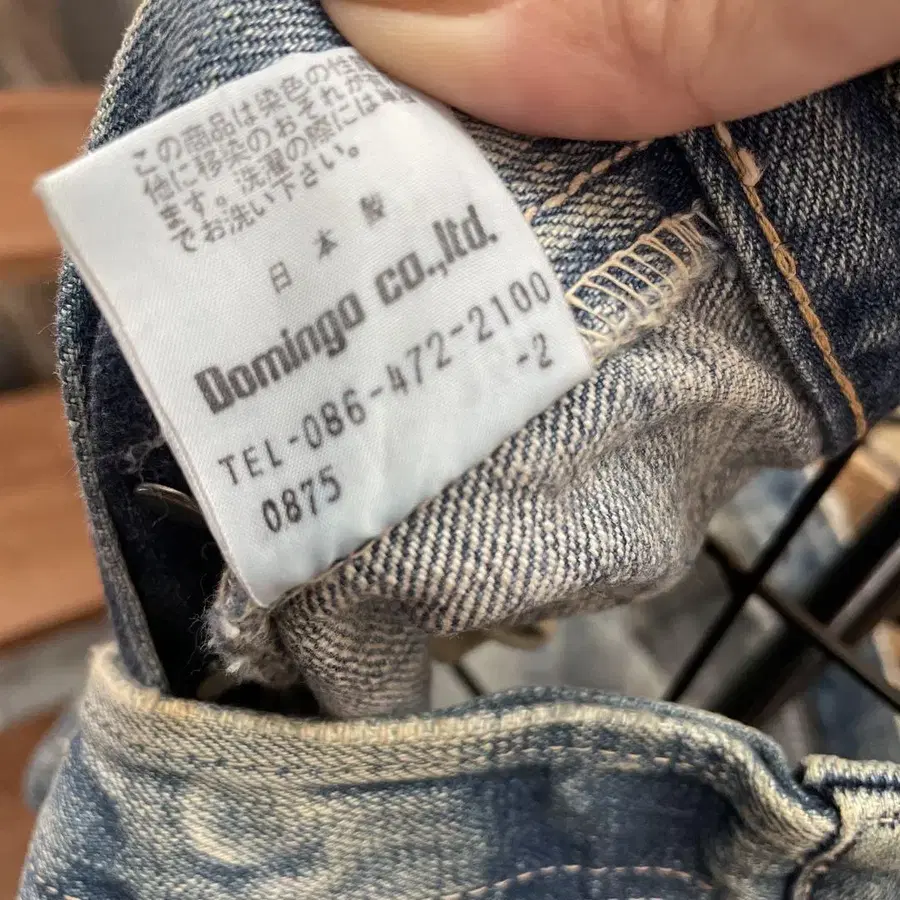 この商品は染色の性
他に移染のおそれが
ます。洗濯の際には
までお洗い下さい。
日本製
Domingo co.,ltd.
TEL-086-472-2100
-2
0875